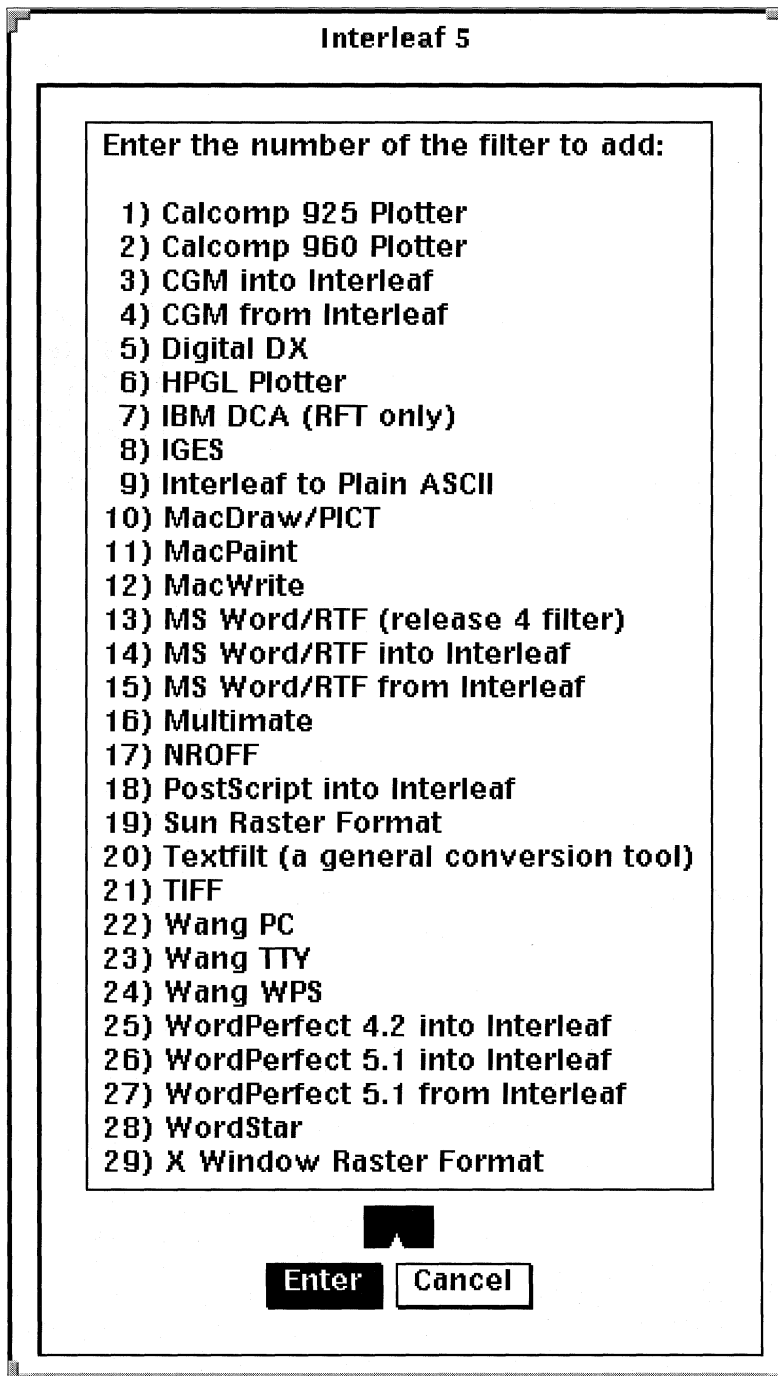 Interleaf 5
Enter the number of the filter to add:
1) Calcomp 925 Plotter
2) Calcomp 960 Plotter
3) CGM into Interleaf
4) CGM from Interleaf
5) Digital DX
6) HPGL Plotter
7) IBM DCA (RFT only)
8) IGES
9) Interleaf to Plain ASCII
10) MacDraw/PICT
11) MacPaint
12) MacWrite
13) MS Word/RTF (release 4 filter)
14) MS Word/RTF into Interleaf
15) MS Word/RTF from Interleaf
16) Multimate
17) NROFF
18) PostScript into Interleaf
19) Sun Raster Format
20) Textfilt (a general conversion tool)
21) TIFF
22) Wang PC
23) Wang TTY
24) Wang WPS
25) WordPerfect 4.2 into Interleaf
26) WordPerfect 5.1 into Interleaf
27) WordPerfect 5.1 from Interleaf
28) WordStar
29) X Window Raster Format
Enter Cancel